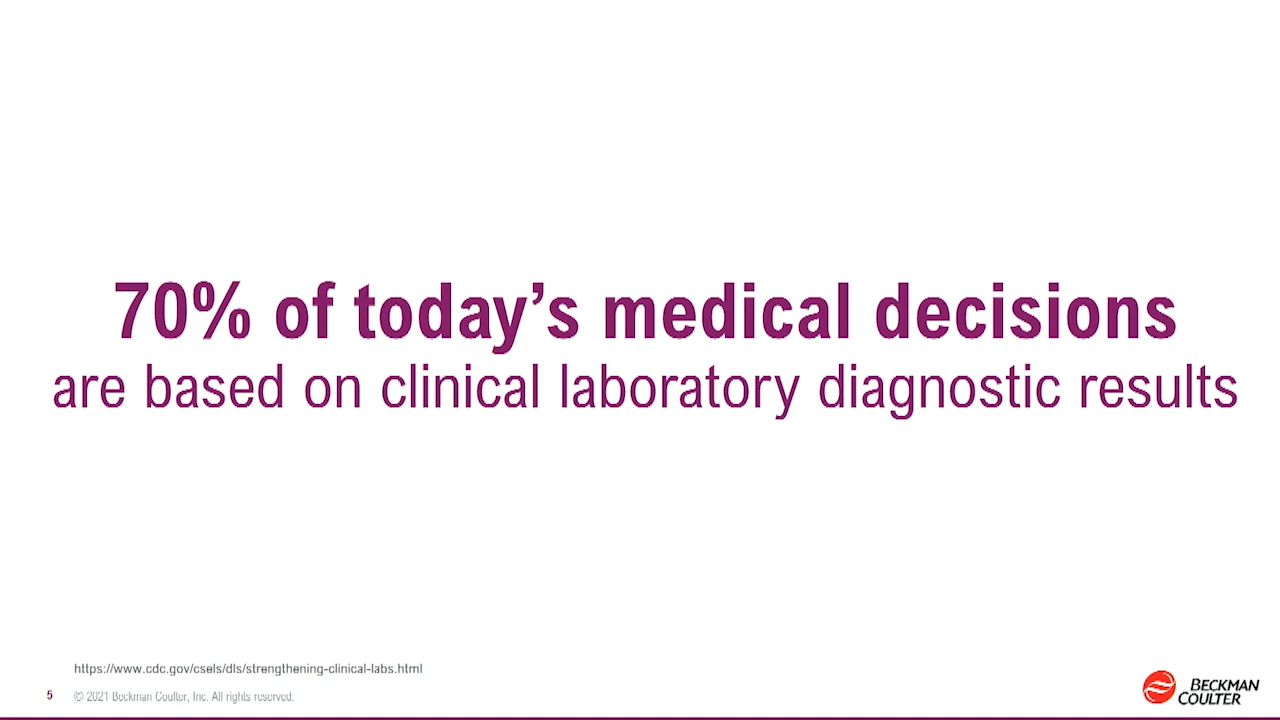 70% of today’s medical decisions
are based on clinical laboratory diagnostic results
https://www.cdc.gov/csels/dls/strengthening-clinical-labs.html
5 © 2021 Beckman Coulter, Inc. All rights reserved.
BECKMAN
COULTER